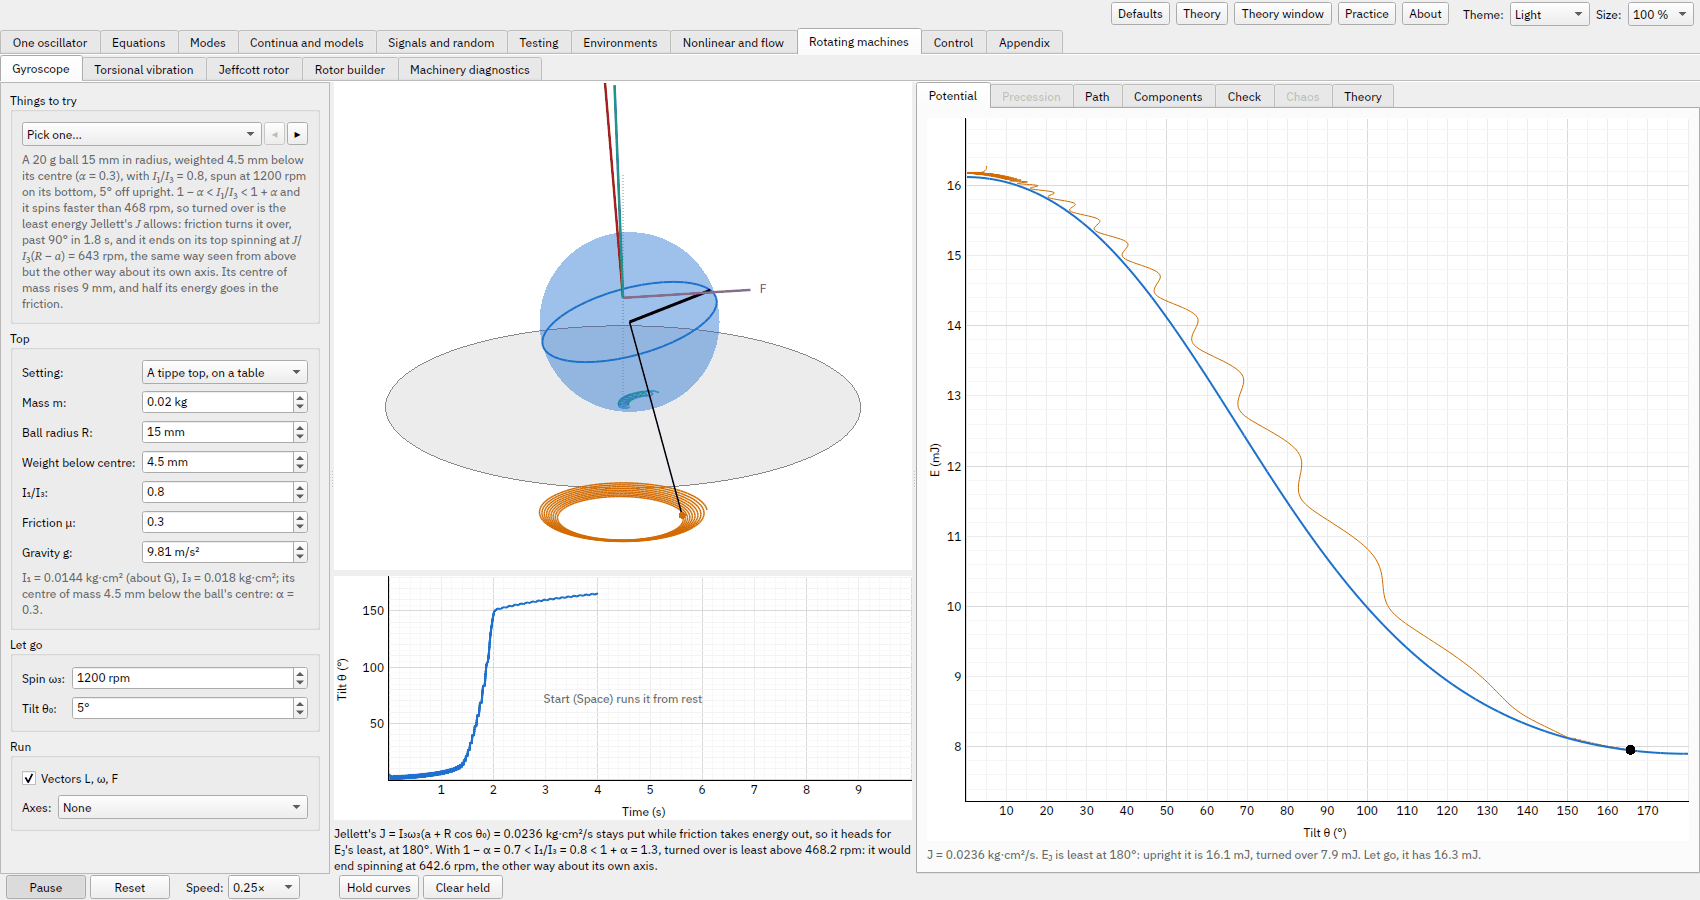 Defaults Theory Theory window Practice About Theme: Light Size: 100 %
One oscillator Equations Modes Continua and models Signals and random Testing Environments Nonlinear and flow Rotating machines Control Appendix
Gyroscope Torsional vibration Jeffcott rotor Rotor builder Machinery diagnostics
Things to try
Pick one...
A 20 g ball 15 mm in radius, weighted 4.5 mm below
its centre (α = 0.3), with I₁/I₃ = 0.8, spun at 1200 rpm
on its bottom, 5° off upright. 1 − α < I₁/I₃ < 1 + α and
it spins faster than 468 rpm, so turned over is the
least energy Jellett's J allows: friction turns it over,
past 90° in 1.8 s, and it ends on its top spinning at J/
I₃(R − a) = 643 rpm, the same way seen from above
but the other way about its own axis. Its centre of
mass rises 9 mm, and half its energy goes in the
friction.
Top
Setting: A tippe top, on a table
Mass m: 0.02 kg
Ball radius R: 15 mm
Weight below centre: 4.5 mm
I₁/I₃: 0.8
Friction μ: 0.3
Gravity g: 9.81 m/s²
I₁ = 0.0144 kg·cm² (about G), I₃ = 0.018 kg·cm²; its
centre of mass 4.5 mm below the ball's centre: α =
0.3.
Let go
Spin ω₃: 1200 rpm
Tilt θ₀: 5°
Run
Vectors L, ω, F
Axes: None
Pause Reset Speed: 0.25×
F
Tilt θ (°)
150
100
50
Start (Space) runs it from rest
1 2 3 4 5 6 7 8 9
Time (s)
Jellett's J = I₃ω₃(a + R cos θ₀) = 0.0236 kg·cm²/s stays put while friction takes energy out, so it heads for
Eⱼ's least, at 180°. With 1 − α = 0.7 < I₁/I₃ = 0.8 < 1 + α = 1.3, turned over is least above 468.2 rpm: it would
end spinning at 642.6 rpm, the other way about its own axis.
Hold curves Clear held
Potential Precession Path Components Check Chaos Theory
E (mJ)
16
15
14
13
12
11
10
9
8
10 20 30 40 50 60 70 80 90 100 110 120 130 140 150 160 170
Tilt θ (°)
J = 0.0236 kg·cm²/s. Eⱼ is least at 180°: upright it is 16.1 mJ, turned over 7.9 mJ. Let go, it has 16.3 mJ.